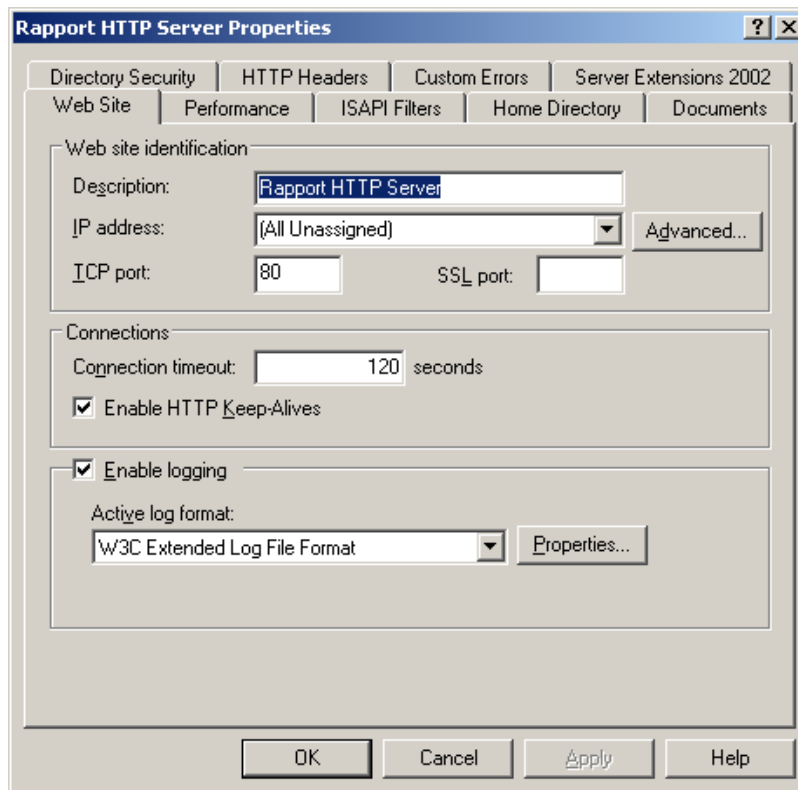 Rapport HTTP Server Properties
Directory Security HTTP Headers Custom Errors Server Extensions 2002
Web Site Performance ISAPI Filters Home Directory Documents
Web site identification
Description: Rapport HTTP Server
IP address: (All Unassigned) Advanced...
TCP port: 80 SSL port:
Connections
Connection timeout: 120 seconds
Enable HTTP Keep-Alives
Enable logging
Active log format:
W3C Extended Log File Format Properties...
OK Cancel Apply Help